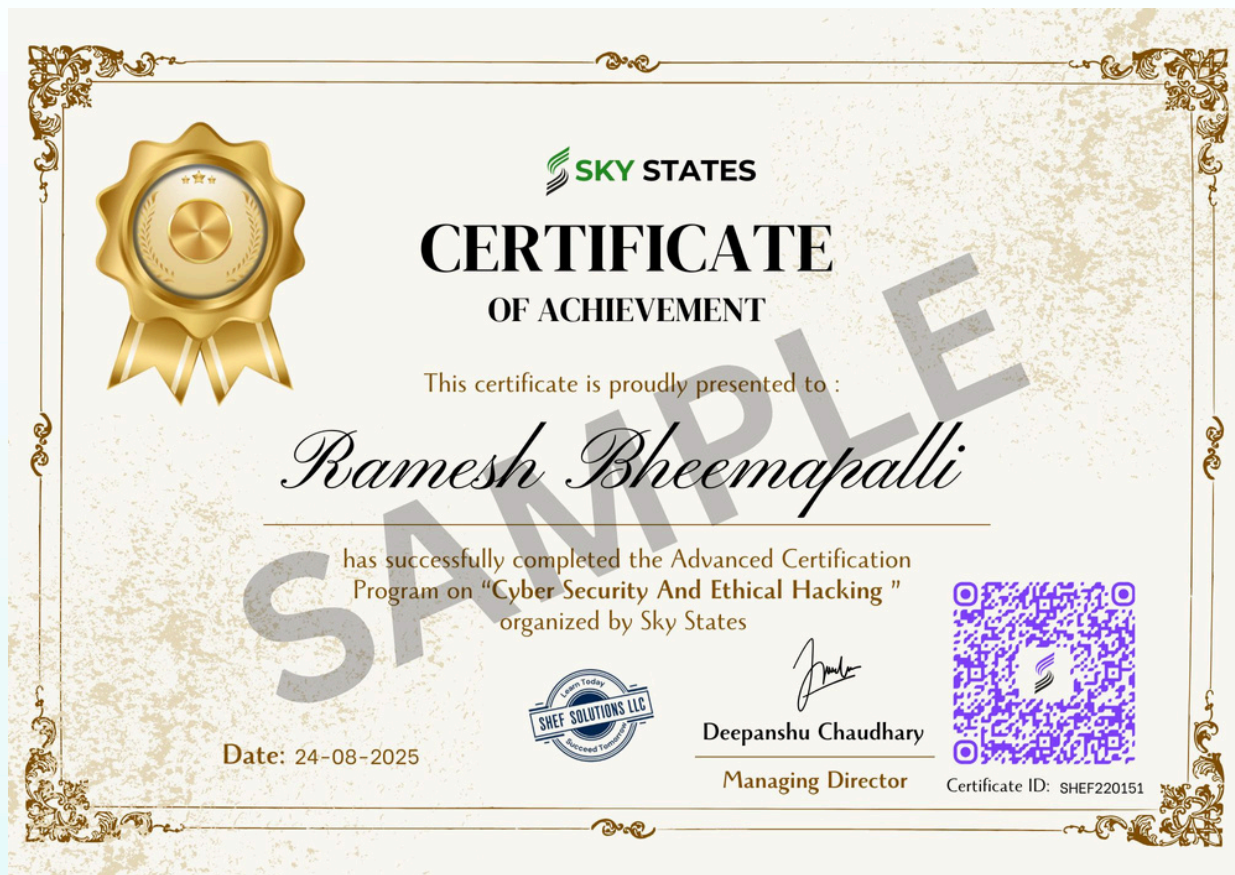 SKY STATES
CERTIFICATE
OF ACHIEVEMENT
This certificate is proudly presented to :
Ramesh Bheemapalli
SAMPLE
has successfully completed the Advanced Certification
Program on “Cyber Security And Ethical Hacking ”
organized by Sky States
Learn Today
SHEF SOLUTIONS LLC
Succeed Tomorrow
Deepanshu Chaudhary
Managing Director
Date: 24-08-2025
Certificate ID: SHEF220151